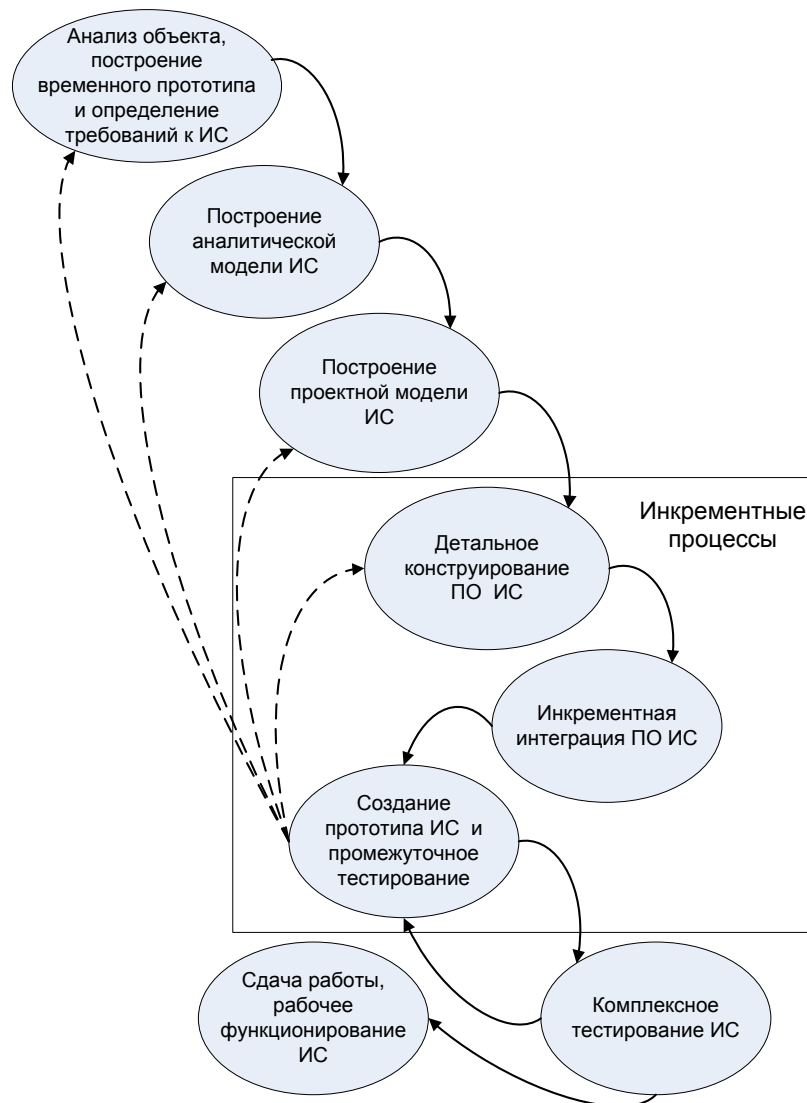 Анализ объекта,
построение
временного прототипа
и определение
требований к ИС
Построение
аналитической
модели ИС
Построение
проектной модели
ИС
Инкрементные
процессы
Детальное
конструирование
ПО ИС
Инкрементная
интеграция ПО ИС
Создание
прототипа ИС и
промежуточное
тестирование
Сдача работы,
рабочее
функционирование
ИС
Комплексное
тестирование ИС